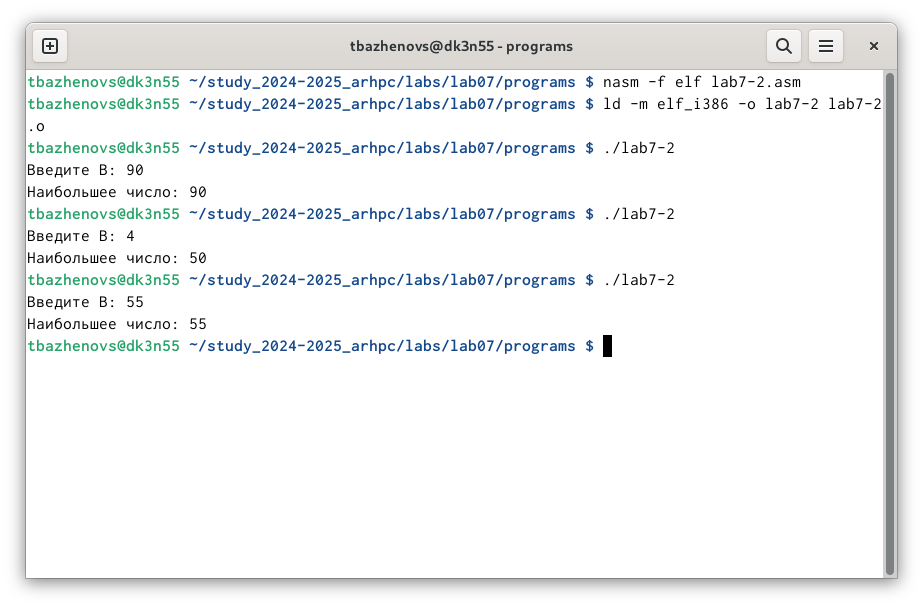 tbazhenovs@dk3n55 - programs
tbazhenovs@dk3n55 ~/study_2024-2025_arhpc/labs/lab07/programs $ nasm -f elf lab7-2.asm
tbazhenovs@dk3n55 ~/study_2024-2025_arhpc/labs/lab07/programs $ ld -m elf_i386 -o lab7-2 lab7-2
.o
tbazhenovs@dk3n55 ~/study_2024-2025_arhpc/labs/lab07/programs $ ./lab7-2
Введите B: 90
Наибольшее число: 90
tbazhenovs@dk3n55 ~/study_2024-2025_arhpc/labs/lab07/programs $ ./lab7-2
Введите B: 4
Наибольшее число: 50
tbazhenovs@dk3n55 ~/study_2024-2025_arhpc/labs/lab07/programs $ ./lab7-2
Введите B: 55
Наибольшее число: 55
tbazhenovs@dk3n55 ~/study_2024-2025_arhpc/labs/lab07/programs $